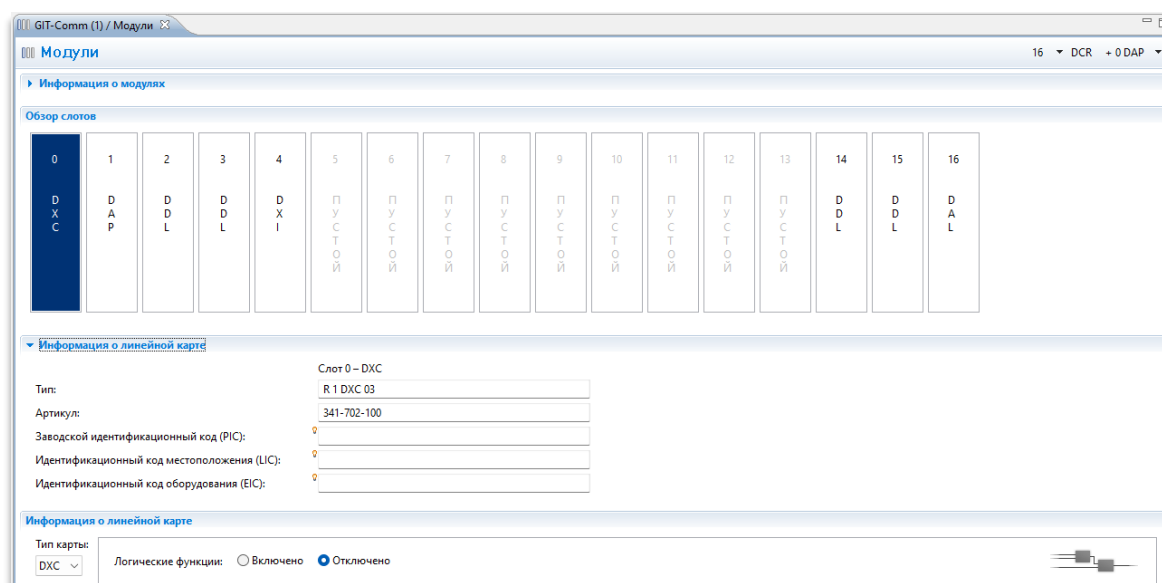 GIT-Comm (1) / Модули
Модули
16 DCR + 0 DAP
Информация о модулях
Обзор слотов
0 1 2 3 4 5 6 7 8 9 10 11 12 13 14 15 16
DXC DAP DDL DDL DXI ПУСТОЙ ПУСТОЙ ПУСТОЙ ПУСТОЙ ПУСТОЙ ПУСТОЙ ПУСТОЙ ПУСТОЙ ПУСТОЙ DDL DDL DAL
Информация о линейной карте
Слот 0 – DXC
Тип: R 1 DXC 03
Артикул: 341-702-100
Заводской идентификационный код (PIC):
Идентификационный код местоположения (LIC):
Идентификационный код оборудования (EIC):
Информация о линейной карте
Тип карты:
DXC
Логические функции: Включено Отключено